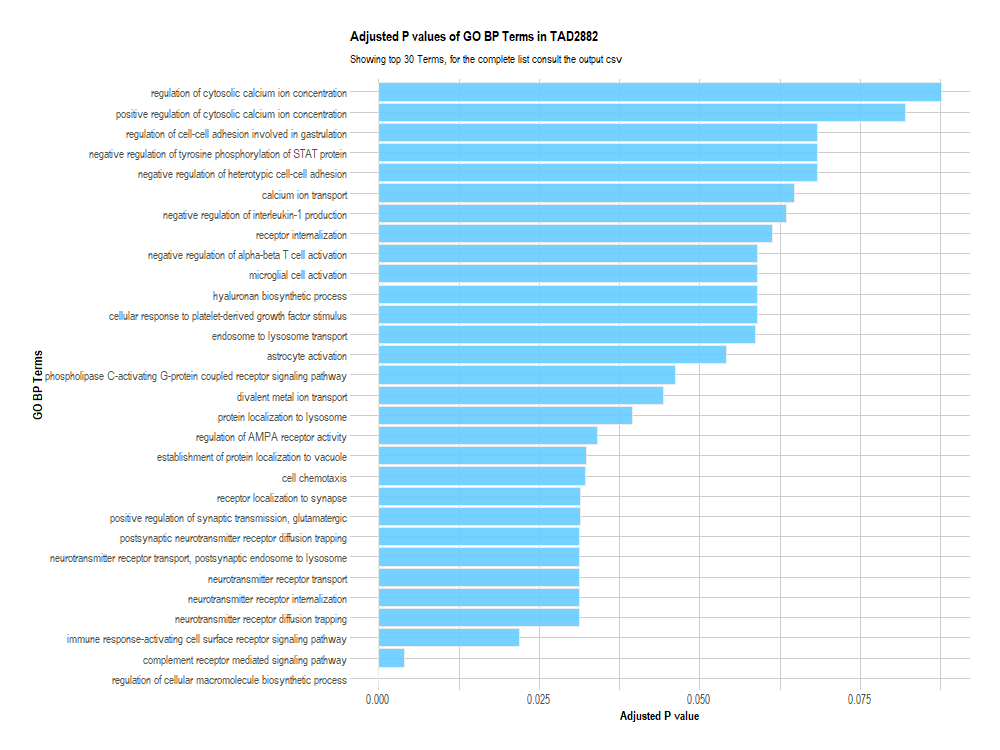 Adjusted P values of GO BP Terms in TAD2882
Showing top 30 Terms, for the complete list consult the output csv
GO BP Terms
regulation of cytosolic calcium ion concentration
positive regulation of cytosolic calcium ion concentration
regulation of cell-cell adhesion involved in gastrulation
negative regulation of tyrosine phosphorylation of STAT protein
negative regulation of heterotypic cell-cell adhesion
calcium ion transport
negative regulation of interleukin-1 production
receptor internalization
negative regulation of alpha-beta T cell activation
microglial cell activation
hyaluronan biosynthetic process
cellular response to platelet-derived growth factor stimulus
endosome to lysosome transport
astrocyte activation
phospholipase C-activating G-protein coupled receptor signaling pathway
divalent metal ion transport
protein localization to lysosome
regulation of AMPA receptor activity
establishment of protein localization to vacuole
cell chemotaxis
receptor localization to synapse
positive regulation of synaptic transmission, glutamatergic
postsynaptic neurotransmitter receptor diffusion trapping
neurotransmitter receptor transport, postsynaptic endosome to lysosome
neurotransmitter receptor transport
neurotransmitter receptor internalization
neurotransmitter receptor diffusion trapping
immune response-activating cell surface receptor signaling pathway
complement receptor mediated signaling pathway
regulation of cellular macromolecule biosynthetic process
0.000 0.025 0.050 0.075
Adjusted P value